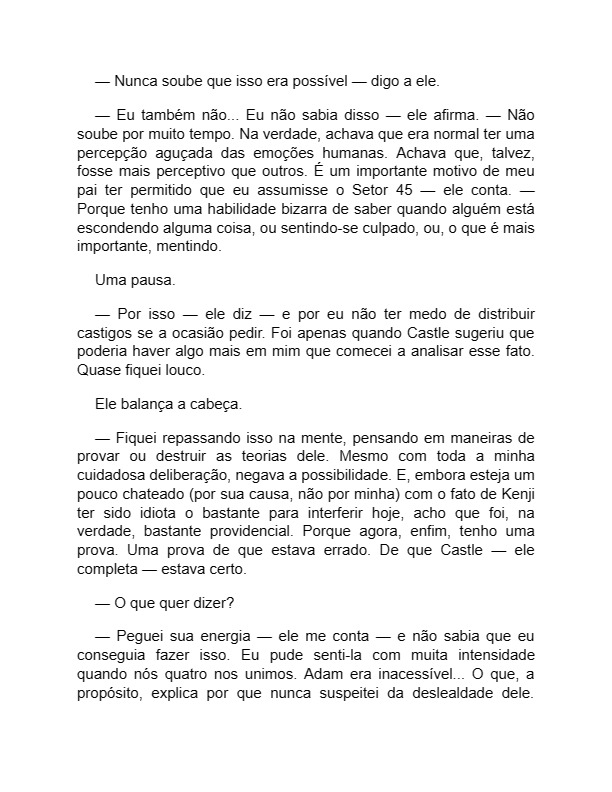 — Nunca soube que isso era possível — digo a ele.
— Eu também não... Eu não sabia disso — ele afirma. — Não
soube por muito tempo. Na verdade, achava que era normal ter uma
percepção aguçada das emoções humanas. Achava que, talvez,
fosse mais perceptivo que outros. É um importante motivo de meu
pai ter permitido que eu assumisse o Setor 45 — ele conta. —
Porque tenho uma habilidade bizarra de saber quando alguém está
escondendo alguma coisa, ou sentindo-se culpado, ou, o que é mais
importante, mentindo.
Uma pausa.
— Por isso — ele diz — e por eu não ter medo de distribuir
castigos se a ocasião pedir. Foi apenas quando Castle sugeriu que
poderia haver algo mais em mim que comecei a analisar esse fato.
Quase fiquei louco.
Ele balança a cabeça.
— Fiquei repassando isso na mente, pensando em maneiras de
provar ou destruir as teorias dele. Mesmo com toda a minha
cuidadosa deliberação, negava a possibilidade. E, embora esteja um
pouco chateado (por sua causa, não por minha) com o fato de Kenji
ter sido idiota o bastante para interferir hoje, acho que foi, na
verdade, bastante providencial. Porque agora, enfim, tenho uma
prova. Uma prova de que estava errado. De que Castle — ele
completa — estava certo.
— O que quer dizer?
— Peguei sua energia — ele me conta — e não sabia que eu
conseguia fazer isso. Eu pude senti-la com muita intensidade
quando nós quatro nos unimos. Adam era inacessível... O que, a
propósito, explica por que nunca suspeitei da deslealdade dele.